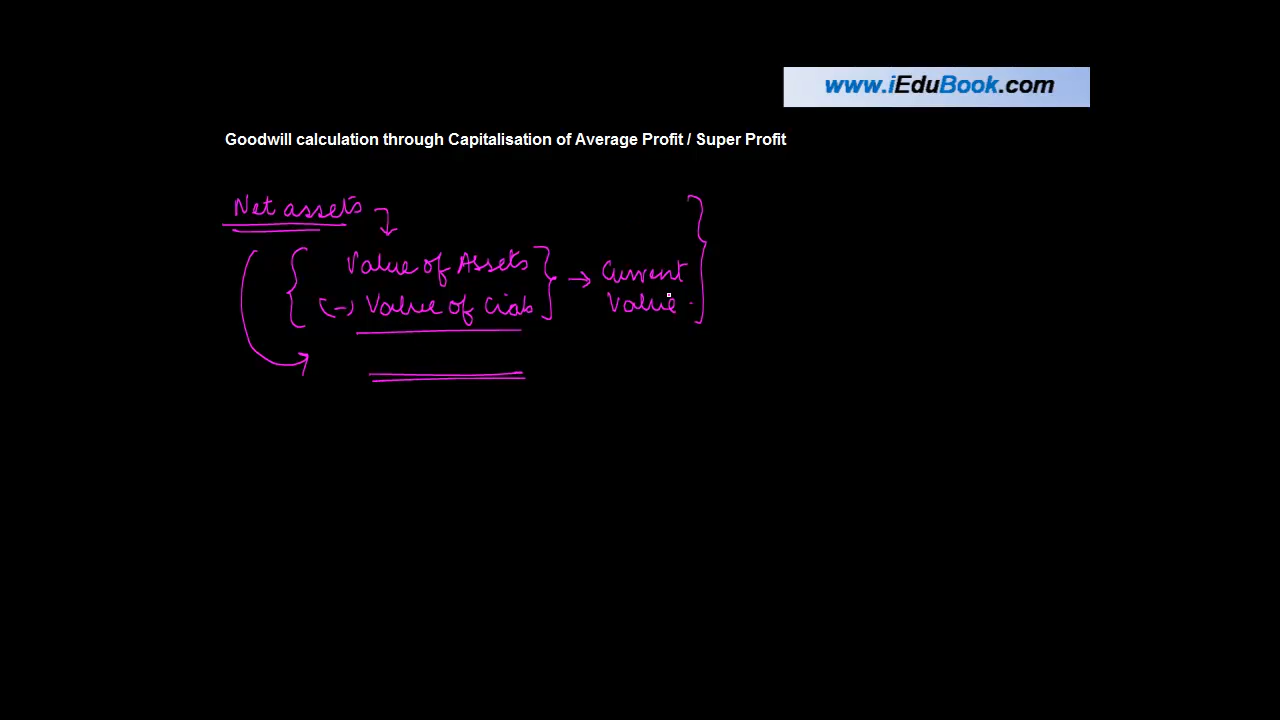 www.iEduBook.com
Goodwill calculation through Capitalisation of Average Profit / Super Profit
Net assets
Value of Assets
(-) Value of Liab
Current
Value